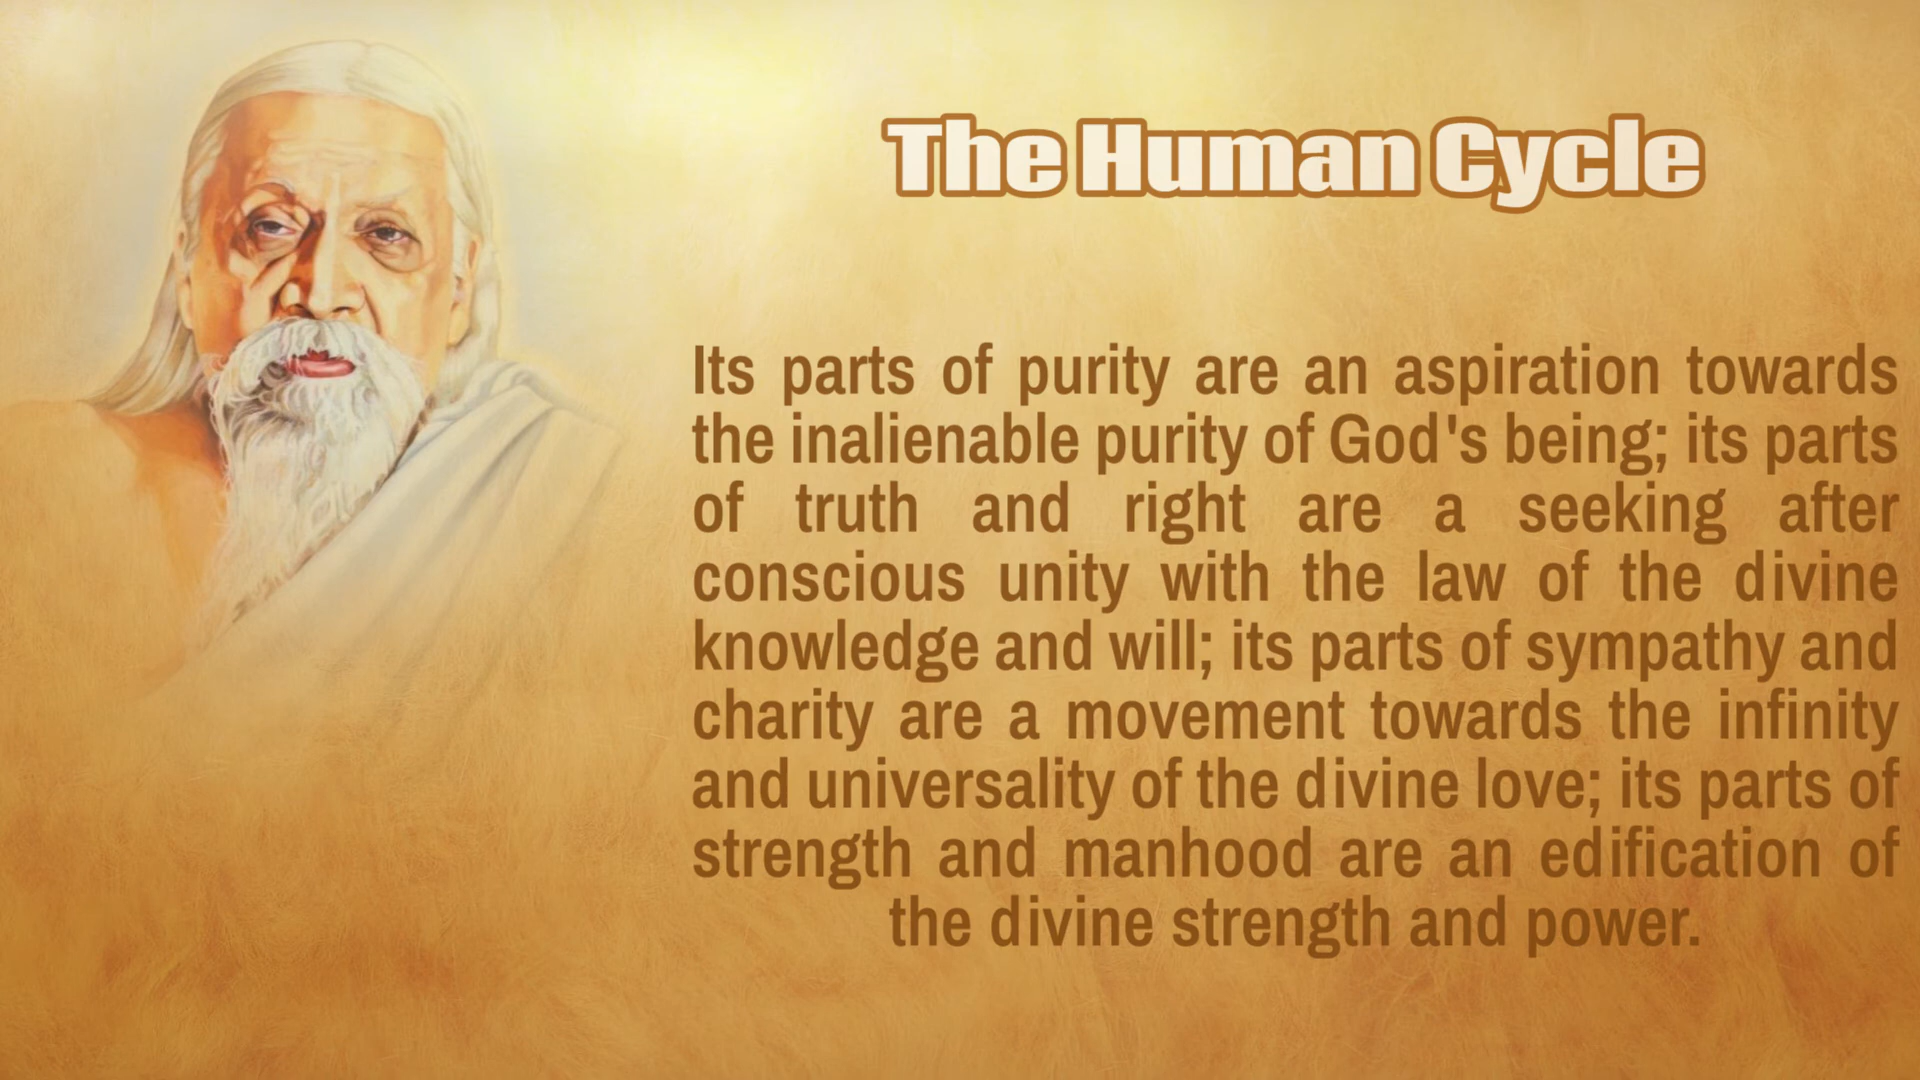 The Human Cycle
Its parts of purity are an aspiration towards
the inalienable purity of God's being; its parts
of truth and right are a seeking after
conscious unity with the law of the divine
knowledge and will; its parts of sympathy and
charity are a movement towards the infinity
and universality of the divine love; its parts of
strength and manhood are an edification of
the divine strength and power.